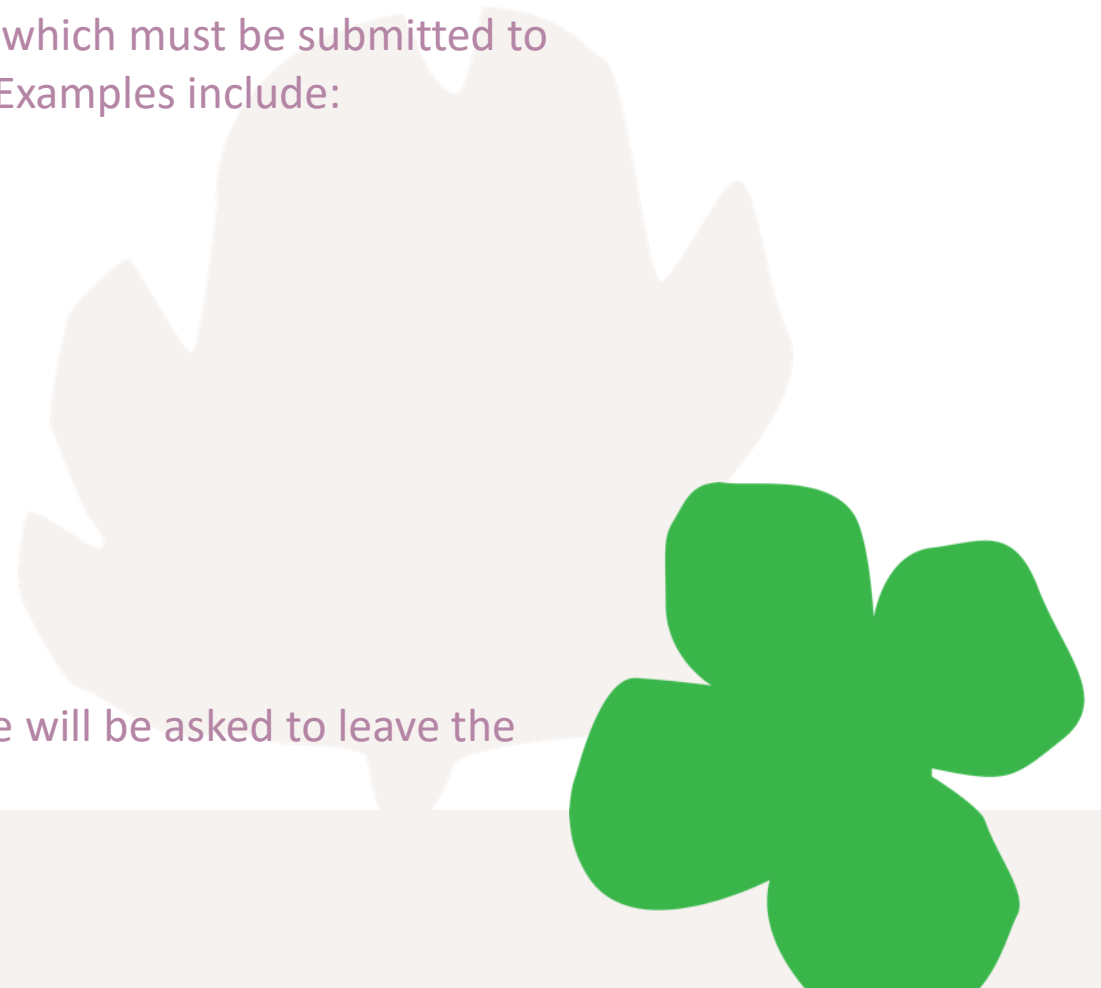 which must be submitted to
Examples include:
will be asked to leave the